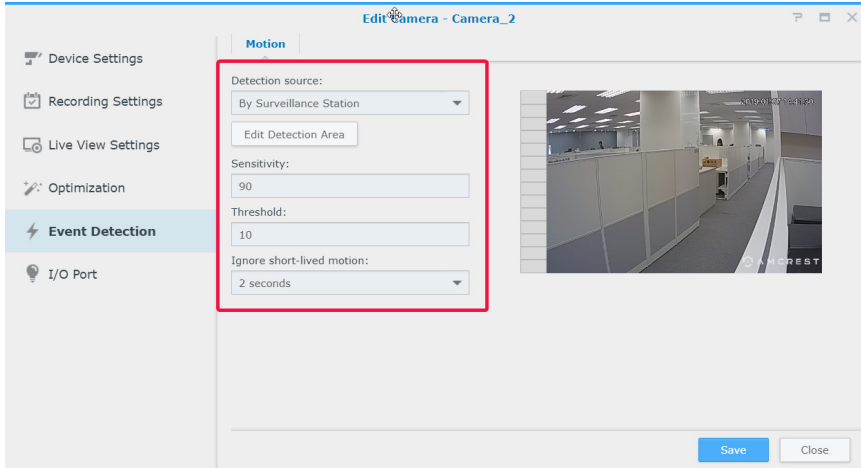 Edit Camera - Camera_2
Device Settings
Recording Settings
Live View Settings
Optimization
Event Detection
I/O Port
Motion
Detection source:
By Surveillance Station
Edit Detection Area
Sensitivity:
90
Threshold:
10
Ignore short-lived motion:
2 seconds
AMCREST
Save
Close